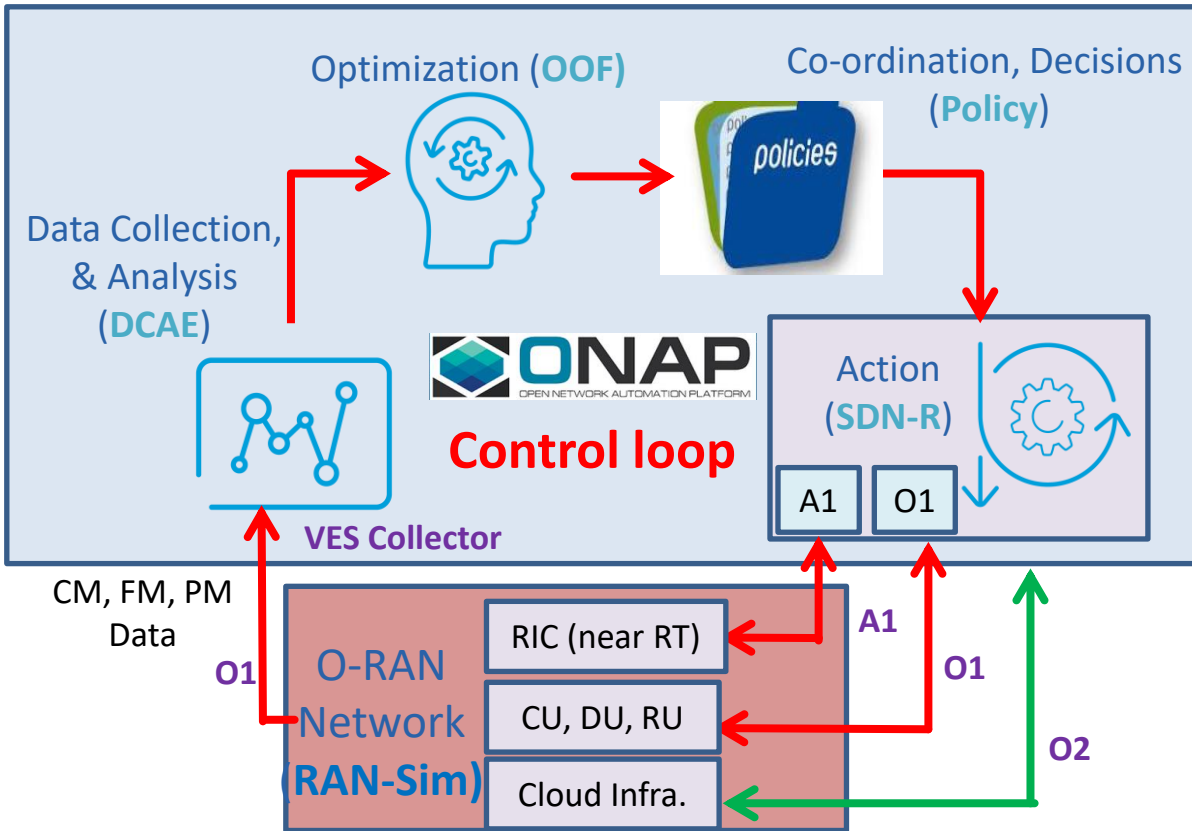 Optimization (OOF)
Co-ordination, Decisions
(Policy)
policies
Data Collection,
& Analysis
(DCAE)
ONAP
OPEN NETWORK AUTOMATION PLATFORM
Control loop
Action
(SDN-R)
A1
O1
VES Collector
CM, FM, PM
Data
O1
O-RAN
Network
(RAN-Sim)
RIC (near RT)
CU, DU, RU
Cloud Infra.
A1
O1
O2